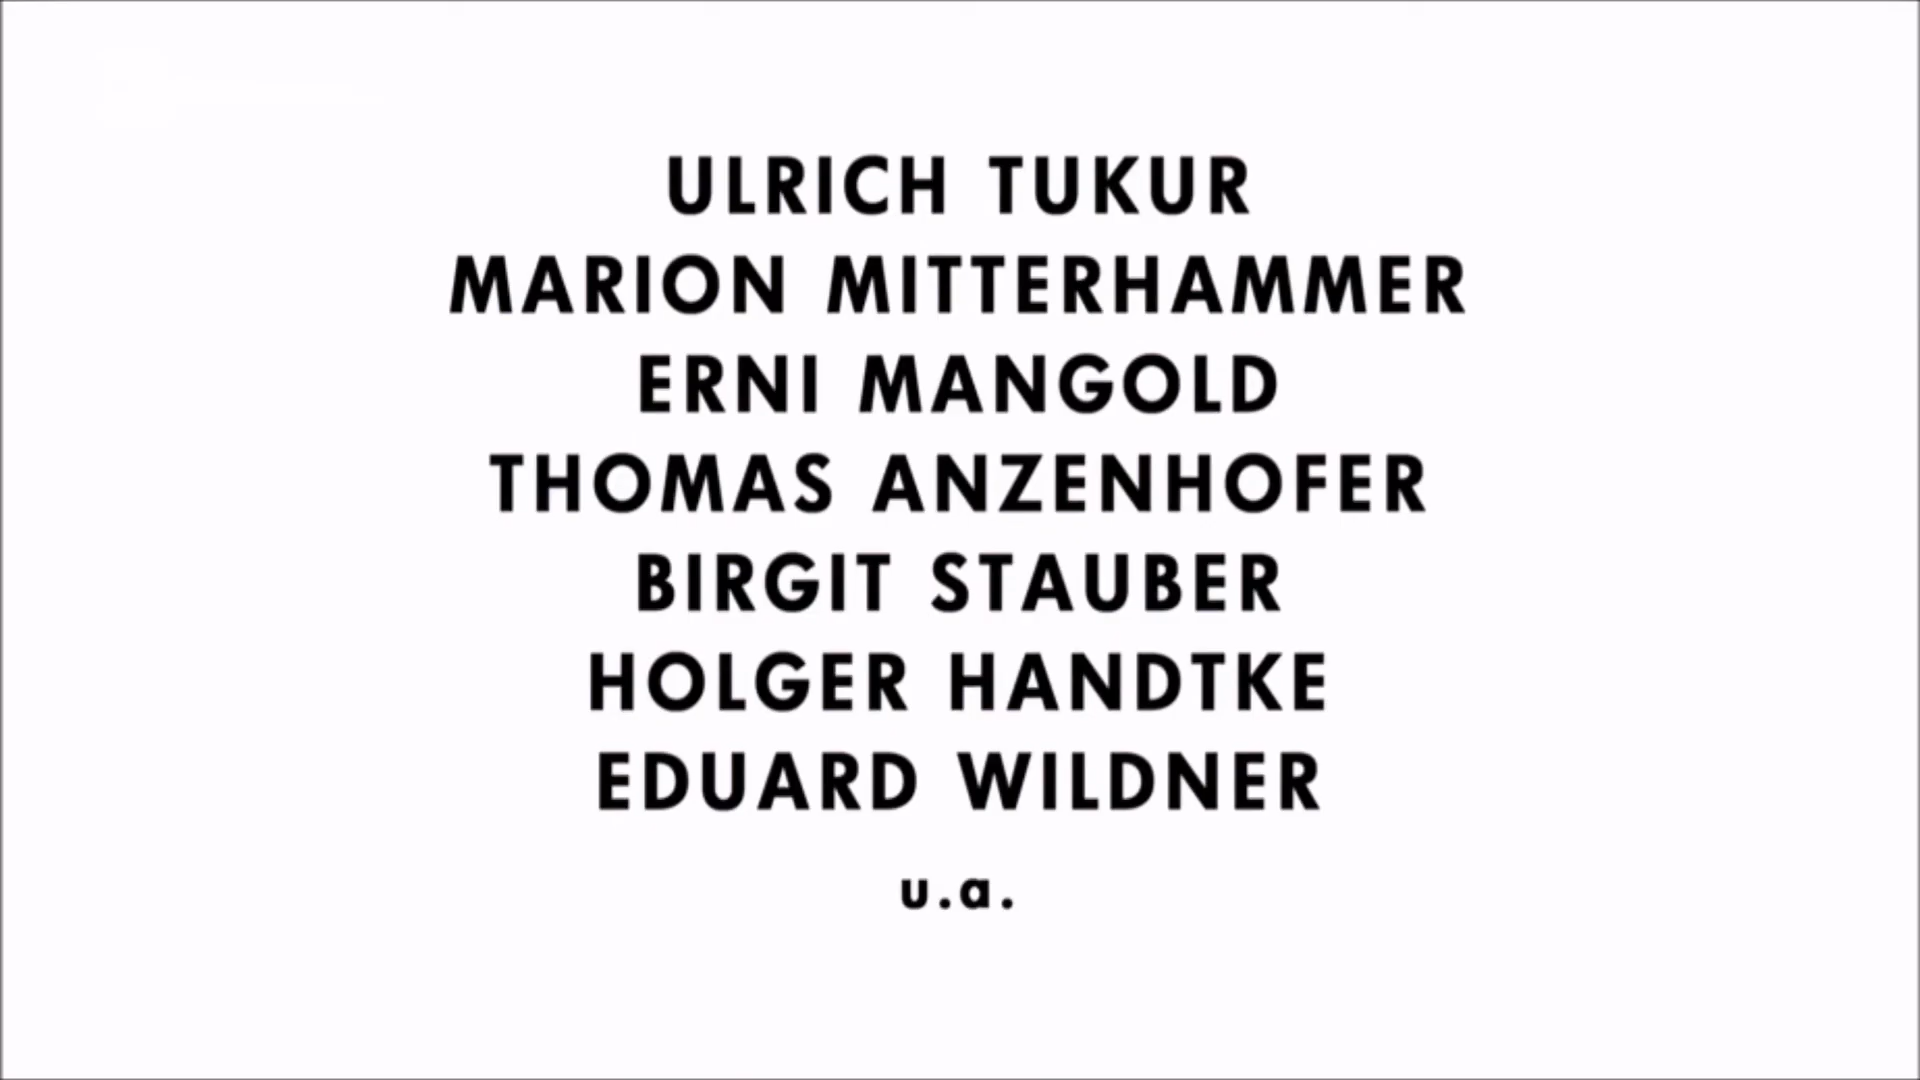 ULRICH TUKUR
MARION MITTERHAMMER
ERNI MANGOLD
THOMAS ANZENHOFER
BIRGIT STAUBER
HOLGER HANDTKE
EDUARD WILDNER
u.a.